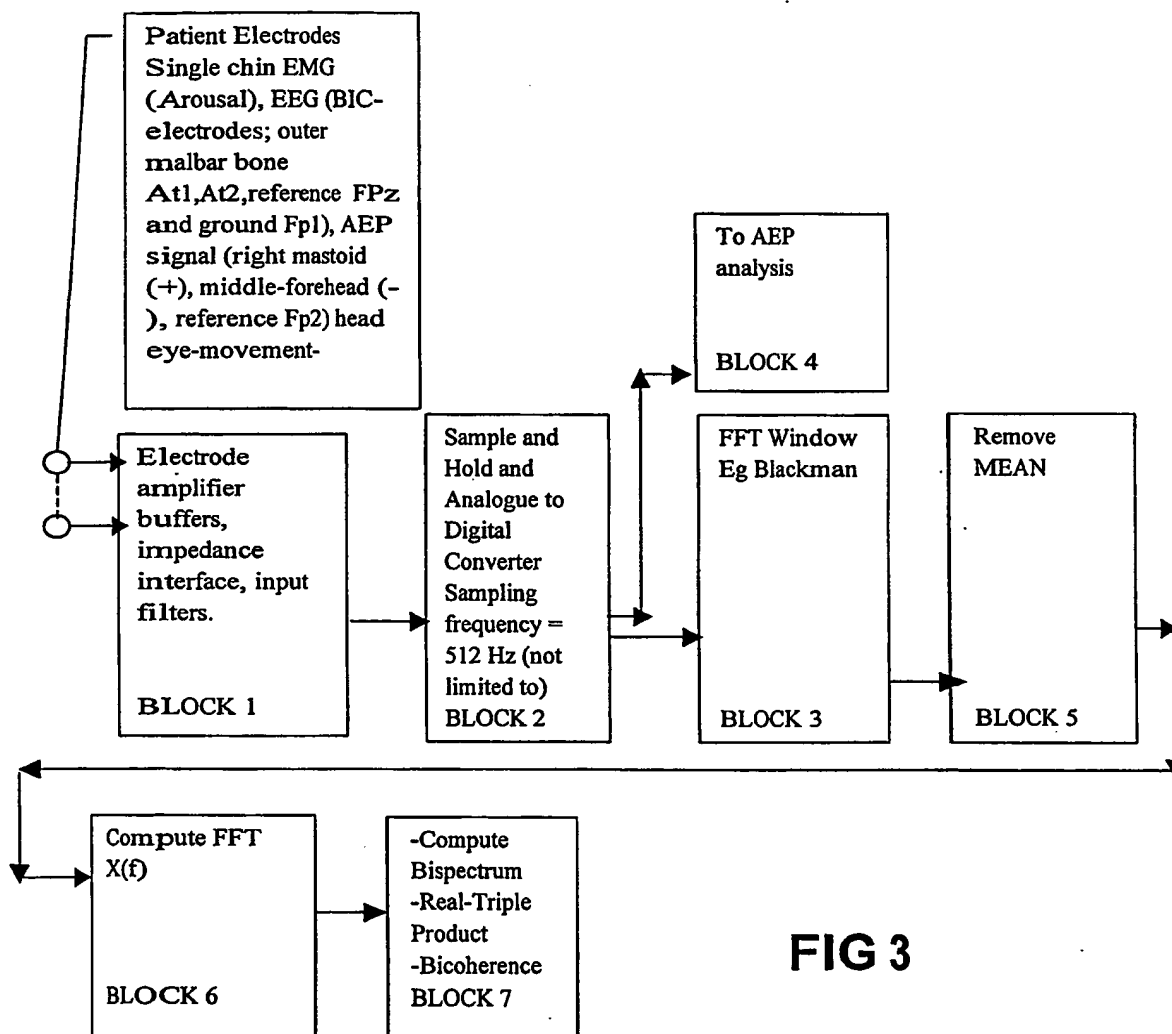 Patient Electrodes
Single chin EMG
(Arousal), EEG (BIC-
electrodes; outer
malbar bone
At1,At2,reference FPz
and ground Fp1), AEP
signal (right mastoid
(+), middle-forehead (-
), reference Fp2) head
eye-movement-
To AEP
analysis
BLOCK 4
Electrode
amplifier
buffers,
impedance
interface, input
filters.
BLOCK 1
Sample and
Hold and
Analogue to
Digital
Converter
Sampling
frequency =
512 Hz (not
limited to)
BLOCK 2
FFT Window
Eg Blackman
BLOCK 3
Remove
MEAN
BLOCK 5
Compute FFT
X(f)
BLOCK 6
-Compute
Bispectrum
-Real-Triple
Product
-Bicoherence
BLOCK 7
FIG 3